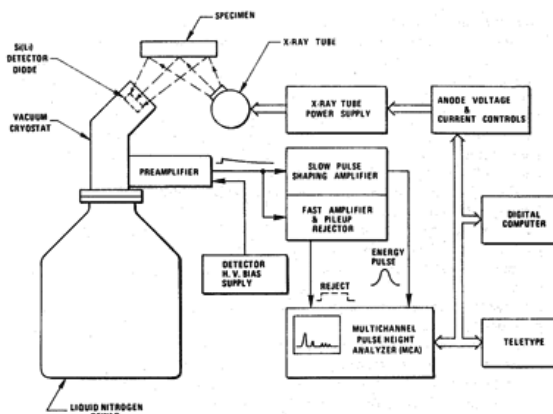 SPECIMEN
Si(Li)
DETECTOR
DIODE
X-RAY TUBE
VACUUM
CRYOSTAT
X-RAY TUBE
POWER SUPPLY
ANODE VOLTAGE
&
CURRENT CONTROLS
PREAMPLIFIER
SLOW PULSE
SHAPING AMPLIFIER
FAST AMPLIFIER
& PILEUP
REJECTOR
DETECTOR
H. V. BIAS
SUPPLY
ENERGY
PULSE
REJECT
DIGITAL
COMPUTER
MULTICHANNEL
PULSE HEIGHT
ANALYZER (MCA)
TELETYPE
LIQUID NITROGEN